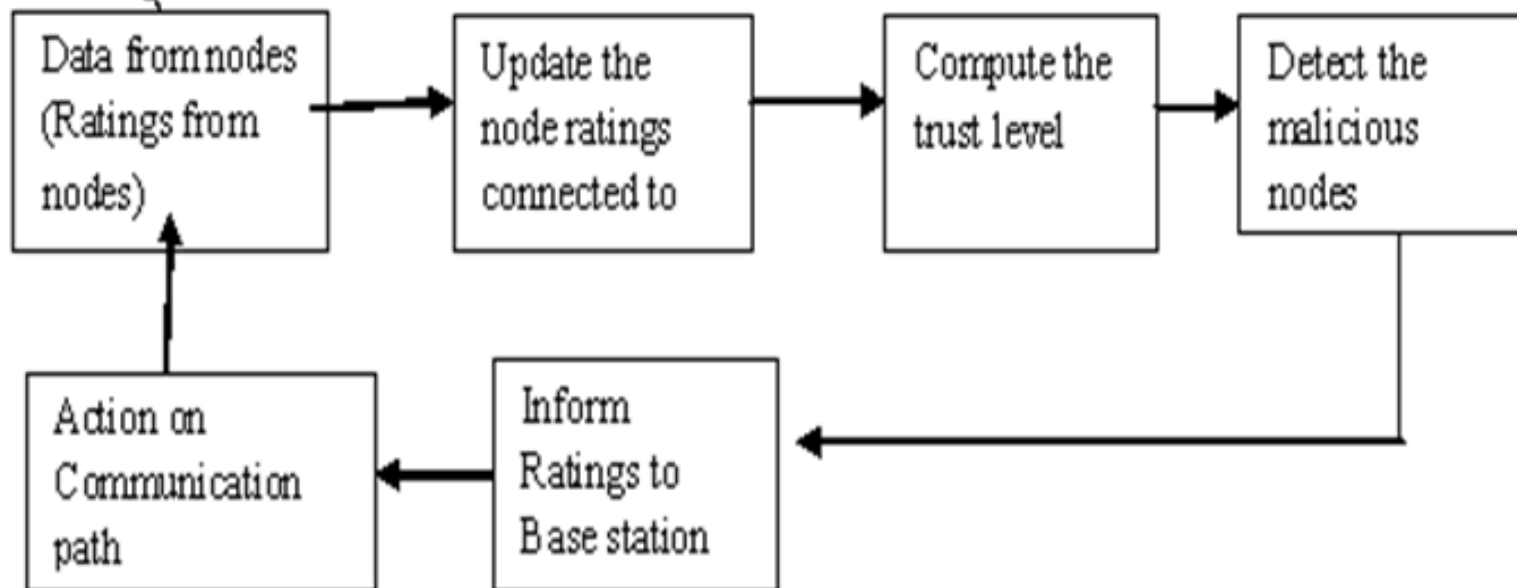 Data from nodes
(Ratings from
nodes)
Update the
node ratings
connected to
Compute the
trust level
Detect the
malicious
nodes
Inform
Ratings to
Base station
Action on
Communication
path